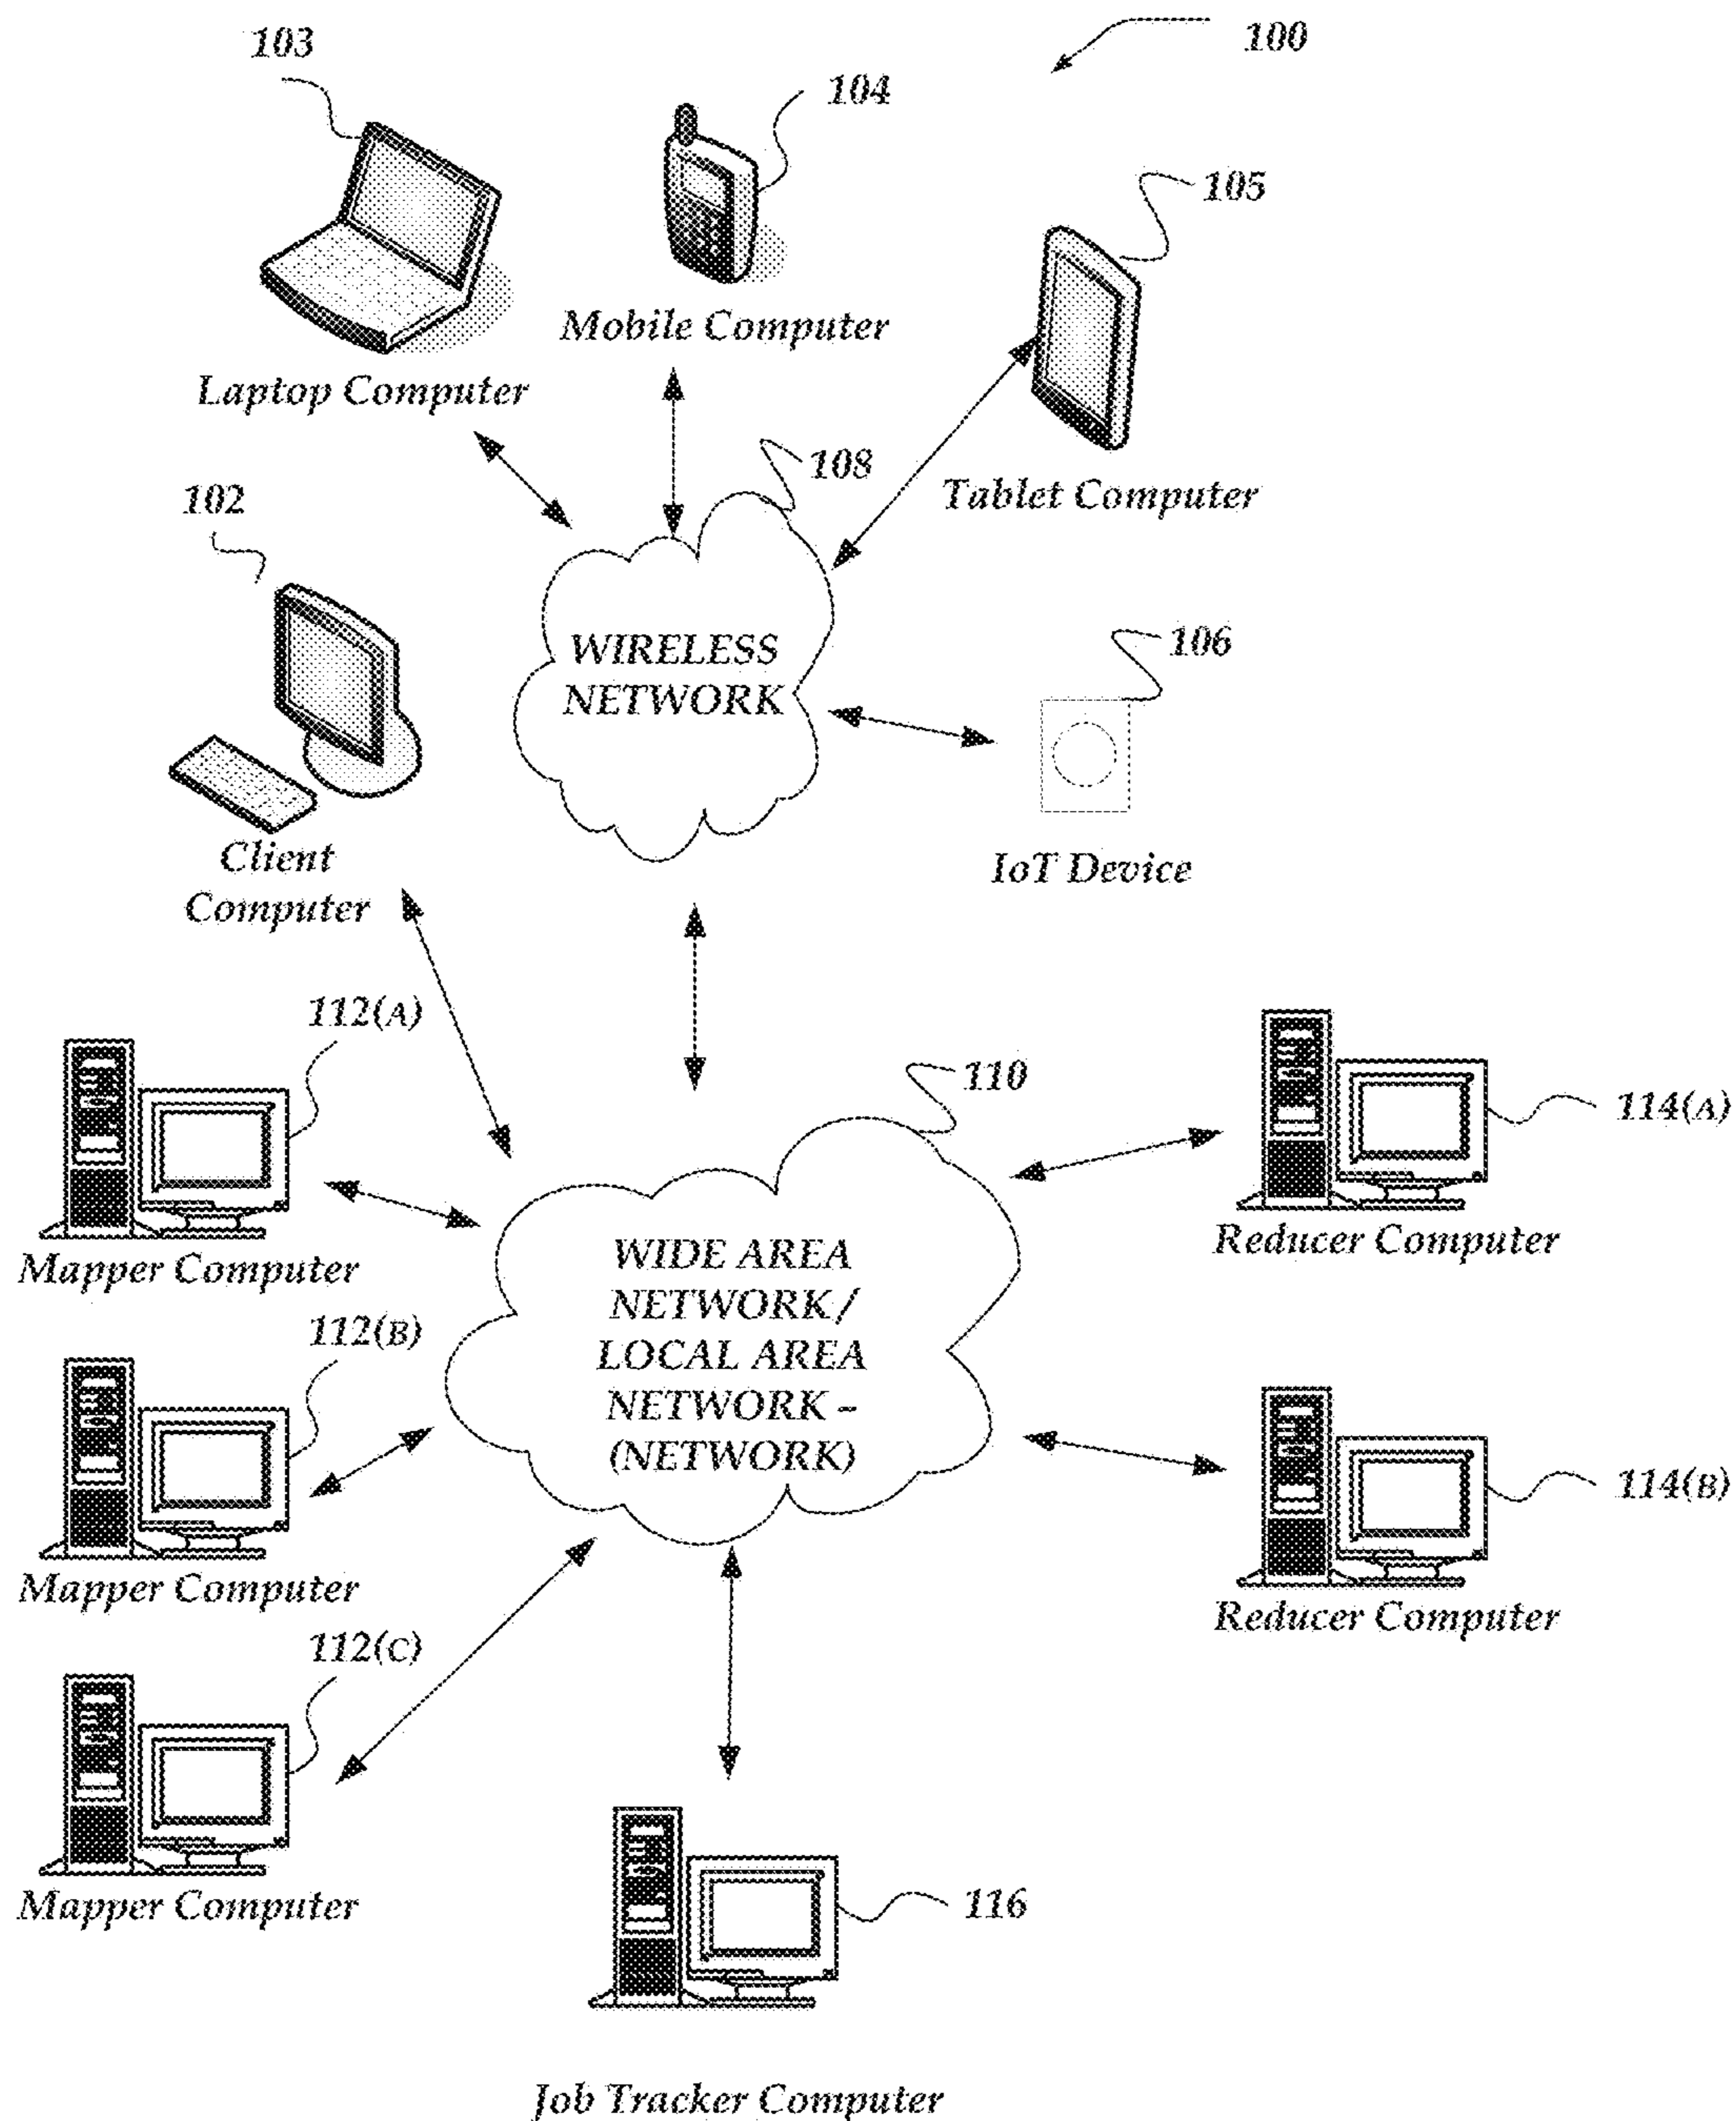 100
103
104
105
Mobile Computer
Laptop Computer
108
Tablet Computer
102
WIRELESS
NETWORK
106
Client
Computer
IoT Device
112(A)
110
114(A)
Mapper Computer
Reducer Computer
WIDE AREA
NETWORK/
LOCAL AREA
NETWORK –
(NETWORK)
112(B)
114(B)
Mapper Computer
Reducer Computer
112(C)
Mapper Computer
116
Job Tracker Computer